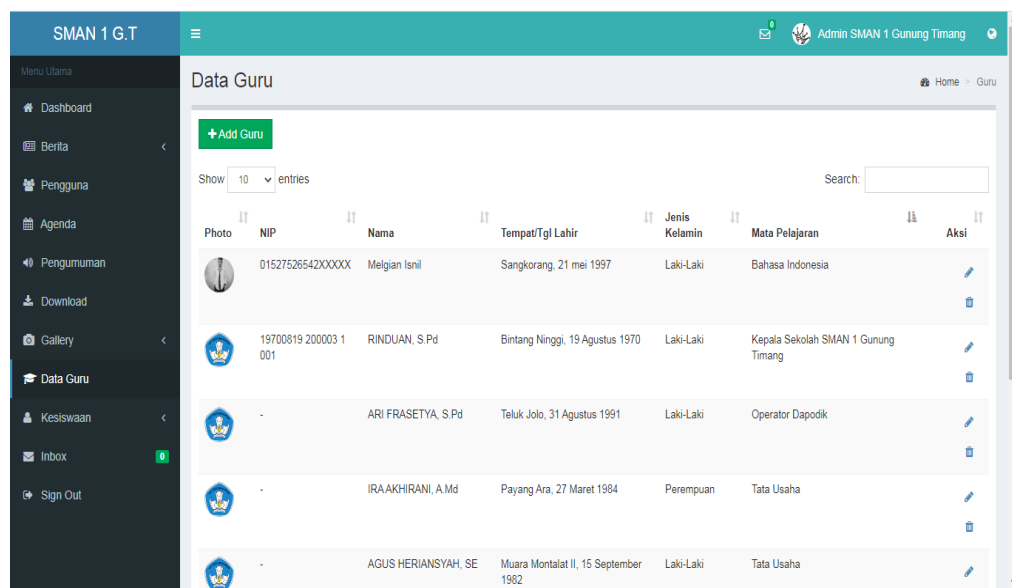 SMAN 1 G.T
0
Admin SMAN 1 Gunung Timang
Menu Utama
Dashboard
Berita
Pengguna
Agenda
Pengumuman
Download
Gallery
Data Guru
Kesiswaan
Inbox
0
Sign Out
Data Guru
Home > Guru
+Add Guru
Show 10 entries
Search:
Photo NIP Nama Tempat/Tgl Lahir Jenis Kelamin Mata Pelajaran Aksi
01527526542XXXXX Melgian Isnil Sangkorang, 21 mei 1997 Laki-Laki Bahasa Indonesia
19700819 200003 1 001 RINDUAN, S.Pd Bintang Ninggi, 19 Agustus 1970 Laki-Laki Kepala Sekolah SMAN 1 Gunung Timang
- ARI FRASETYA, S.Pd Teluk Jolo, 31 Agustus 1991 Laki-Laki Operator Dapodik
- IRA AKHIRANI, A.Md Payang Ara, 27 Maret 1984 Perempuan Tata Usaha
- AGUS HERIANSYAH, SE Muara Montalat II, 15 September 1982 Laki-Laki Tata Usaha